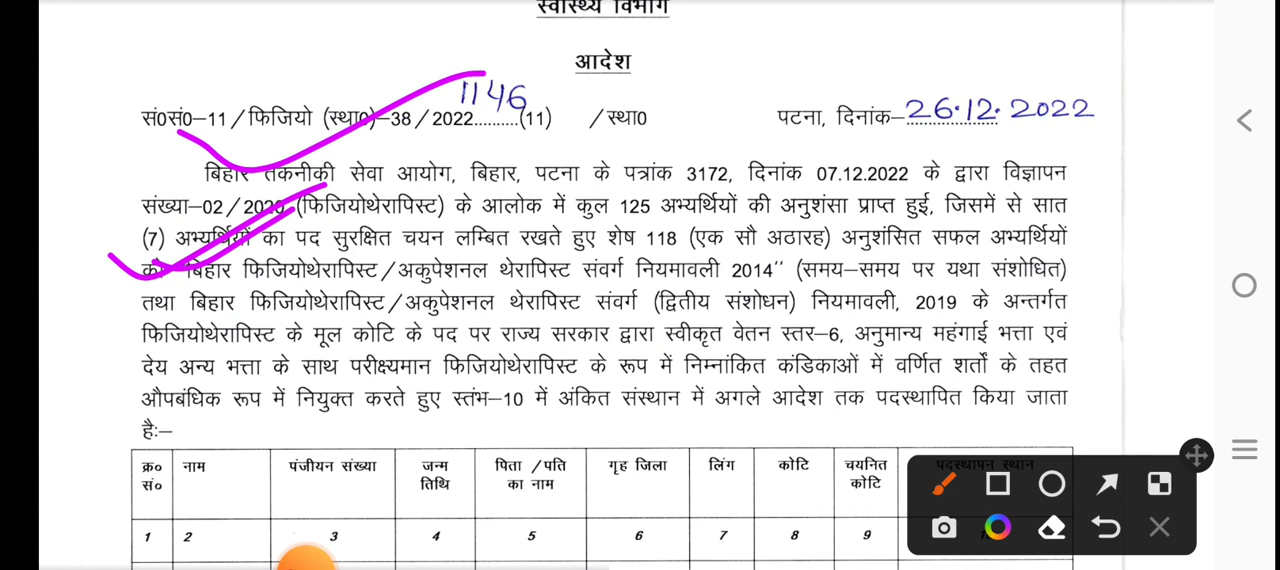 स्वास्थ्य विभाग
आदेश
1146
सं0सं0–11/फिजियो (स्था0)–38/2022..........(11) /स्था0 पटना, दिनांक–26.12.2022
बिहार तकनीकी सेवा आयोग, बिहार, पटना के पत्रांक 3172, दिनांक 07.12.2022 के द्वारा विज्ञापन
संख्या–02/2020 (फिजियोथेरापिस्ट) के आलोक में कुल 125 अभ्यर्थियों की अनुशंसा प्राप्त हुई, जिसमें से सात
(7) अभ्यर्थियों का पद सुरक्षित चयन लम्बित रखते हुए शेष 118 (एक सौ अठारह) अनुशंसित सफल अभ्यर्थियों
को बिहार फिजियोथेरापिस्ट/अकुपेशनल थेरापिस्ट संवर्ग नियमावली 2014" (समय–समय पर यथा संशोधित)
तथा बिहार फिजियोथेरापिस्ट/अकुपेशनल थेरापिस्ट संवर्ग (द्वितीय संशोधन) नियमावली, 2019 के अन्तर्गत
फिजियोथेरापिस्ट के मूल कोटि के पद पर राज्य सरकार द्वारा स्वीकृत वेतन स्तर–6, अनुमान्य महंगाई भत्ता एवं
देय अन्य भत्ता के साथ परीक्ष्यमान फिजियोथेरापिस्ट के रूप में निम्नांकित कंडिकाओं में वर्णित शर्तों के तहत
औपबंधिक रूप में नियुक्त करते हुए स्तंभ–10 में अंकित संस्थान में अगले आदेश तक पदस्थापित किया जाता
है:–
क्र० सं० नाम पंजीयन संख्या जन्म तिथि पिता/पति का नाम गृह जिला लिंग कोटि चयनित कोटि पदस्थापन स्थान
1 2 3 4 5 6 7 8 9